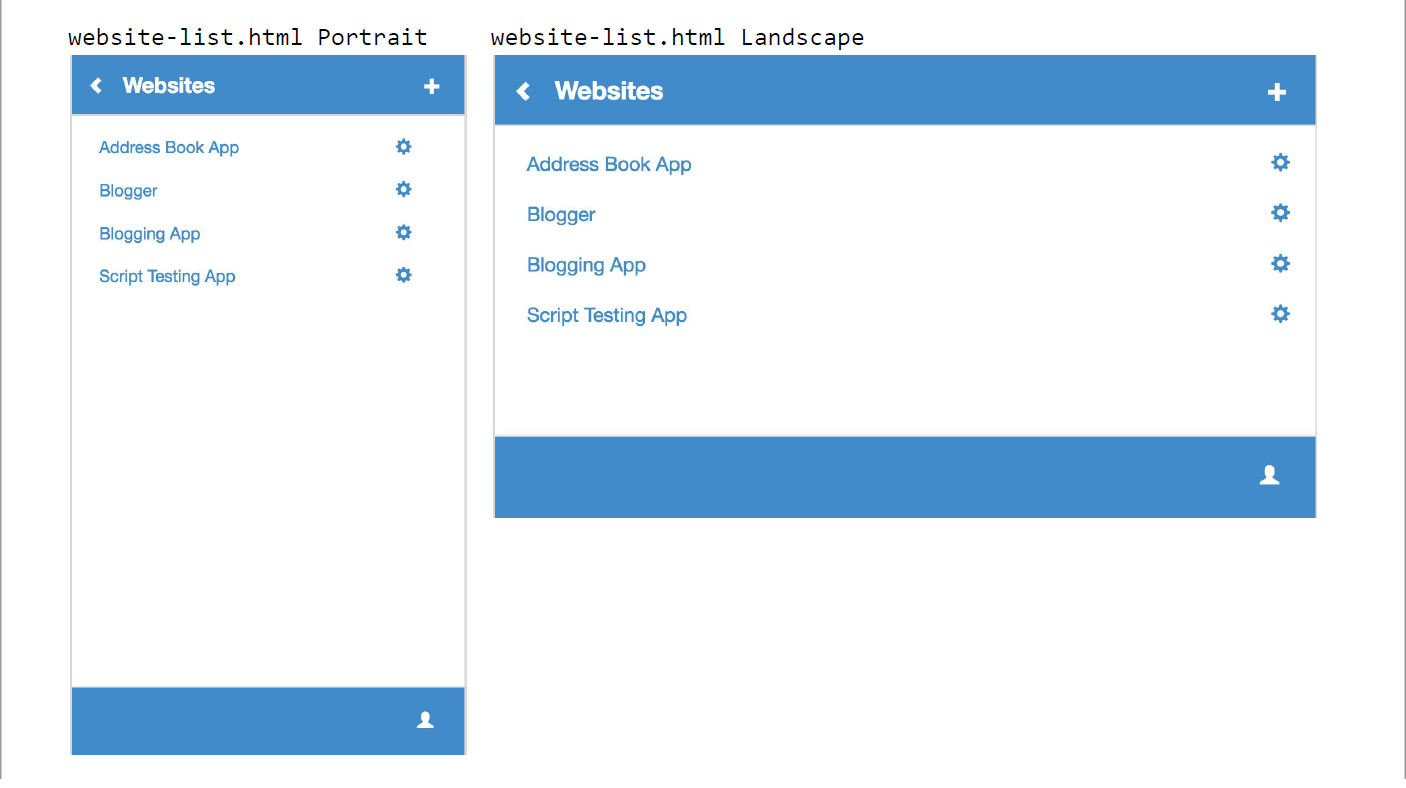 website-list.html Portrait
Websites
Address Book App
Blogger
Blogging App
Script Testing App
website-list.html Landscape
Websites
Address Book App
Blogger
Blogging App
Script Testing App